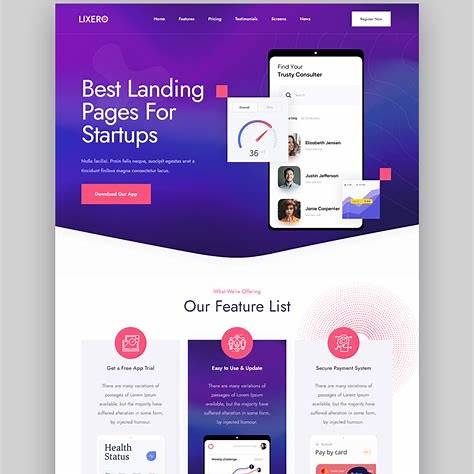 LIXERO
Home Features Pricing Testimonials Screens News
Register Now
Best Landing
Pages For
Startups
Nulla facilisi. Proin felis neque, suscipit egestas erat a
tincidunt finibus magna consectetur lacus.
Download Our App
Find Your
Trusty Consulter
Search
36
Elizabeth Jensen
Justin Jefferson
Janie Carpenter
What We're Offering
Our Feature List
Get a Free App Trial
There are many variations
of passages of Lorem Ipsum
available, but the majority have
suffered alteration in some form,
by injected humour.
Easy to Use & Update
There are many variations of
passages of Lorem Ipsum
available, but the majority have
suffered alteration in some form,
by injected humour.
Secure Payment System
There are many variations of
passages of Lorem Ipsum
available, but the majority have
suffered alteration in some form,
by injected humour.
Health
Status
Weekly challenge
Pay by card